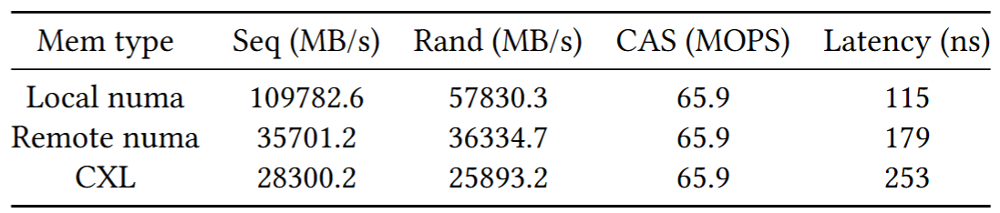 Mem type Seq (MB/s) Rand (MB/s) CAS (MOPS) Latency (ns)
Local numa 109782.6 57830.3 65.9 115
Remote numa 35701.2 36334.7 65.9 179
CXL 28300.2 25893.2 65.9 253